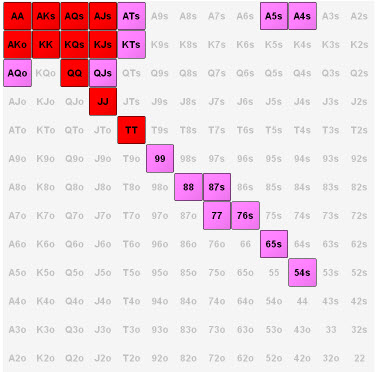 AA AKs AQs AJs ATs A9s A8s A7s A6s A5s A4s A3s A2s
AKo KK KQs KJs KTs K9s K8s K7s K6s K5s K4s K3s K2s
AQo KQo QQ QJs QTs Q9s Q8s Q7s Q6s Q5s Q4s Q3s Q2s
AJo KJo QJo JJ JTs J9s J8s J7s J6s J5s J4s J3s J2s
ATo KTo QTo JTo TT T9s T8s T7s T6s T5s T4s T3s T2s
A9o K9o Q9o J9o T9o 99 98s 97s 96s 95s 94s 93s 92s
A8o K8o Q8o J8o T8o 98o 88 87s 86s 85s 84s 83s 82s
A7o K7o Q7o J7o T7o 97o 87o 77 76s 75s 74s 73s 72s
A6o K6o Q6o J6o T6o 96o 86o 76o 66 65s 64s 63s 62s
A5o K5o Q5o J5o T5o 95o 85o 75o 65o 55 54s 53s 52s
A4o K4o Q4o J4o T4o 94o 84o 74o 64o 54o 44 43s 42s
A3o K3o Q3o J3o T3o 93o 83o 73o 63o 53o 43o 33 32s
A2o K2o Q2o J2o T2o 92o 82o 72o 62o 52o 42o 32o 22